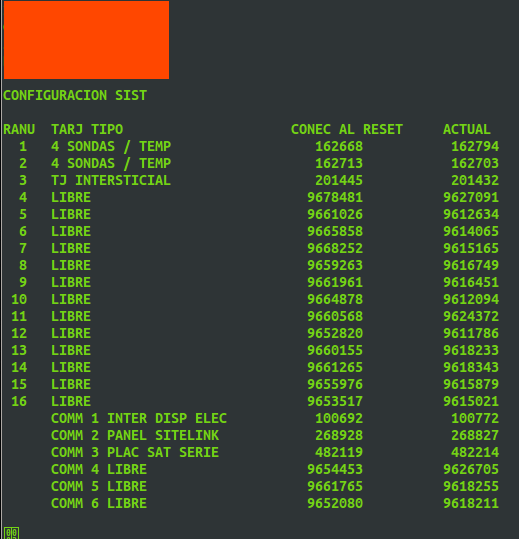 CONFIGURACION SIST
RANU TARJ TIPO CONEC AL RESET ACTUAL
1 4 SONDAS / TEMP 162668 162794
2 4 SONDAS / TEMP 162713 162703
3 TJ INTERSTICIAL 201445 201432
4 LIBRE 9678481 9627091
5 LIBRE 9661026 9612634
6 LIBRE 9665858 9614065
7 LIBRE 9668252 9615165
8 LIBRE 9659263 9616749
9 LIBRE 9661961 9616451
10 LIBRE 9664878 9612094
11 LIBRE 9660568 9624372
12 LIBRE 9652820 9611786
13 LIBRE 9660155 9618233
14 LIBRE 9661265 9618343
15 LIBRE 9655976 9615879
16 LIBRE 9653517 9615021
COMM 1 INTER DISP ELEC 100692 100772
COMM 2 PANEL SITELINK 268928 268827
COMM 3 PLAC SAT SERIE 482119 482214
COMM 4 LIBRE 9654453 9626705
COMM 5 LIBRE 9661765 9618255
COMM 6 LIBRE 9652080 9618211